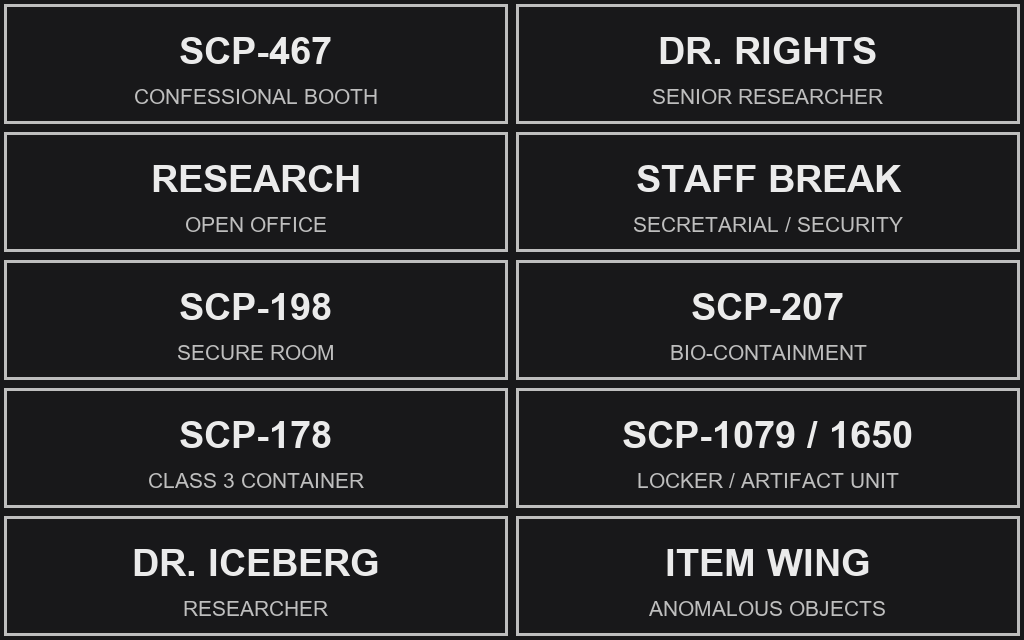 SCP-467
CONFESSIONAL BOOTH
DR. RIGHTS
SENIOR RESEARCHER
RESEARCH
OPEN OFFICE
STAFF BREAK
SECRETARIAL / SECURITY
SCP-198
SECURE ROOM
SCP-207
BIO-CONTAINMENT
SCP-178
CLASS 3 CONTAINER
SCP-1079 / 1650
LOCKER / ARTIFACT UNIT
DR. ICEBERG
RESEARCHER
ITEM WING
ANOMALOUS OBJECTS